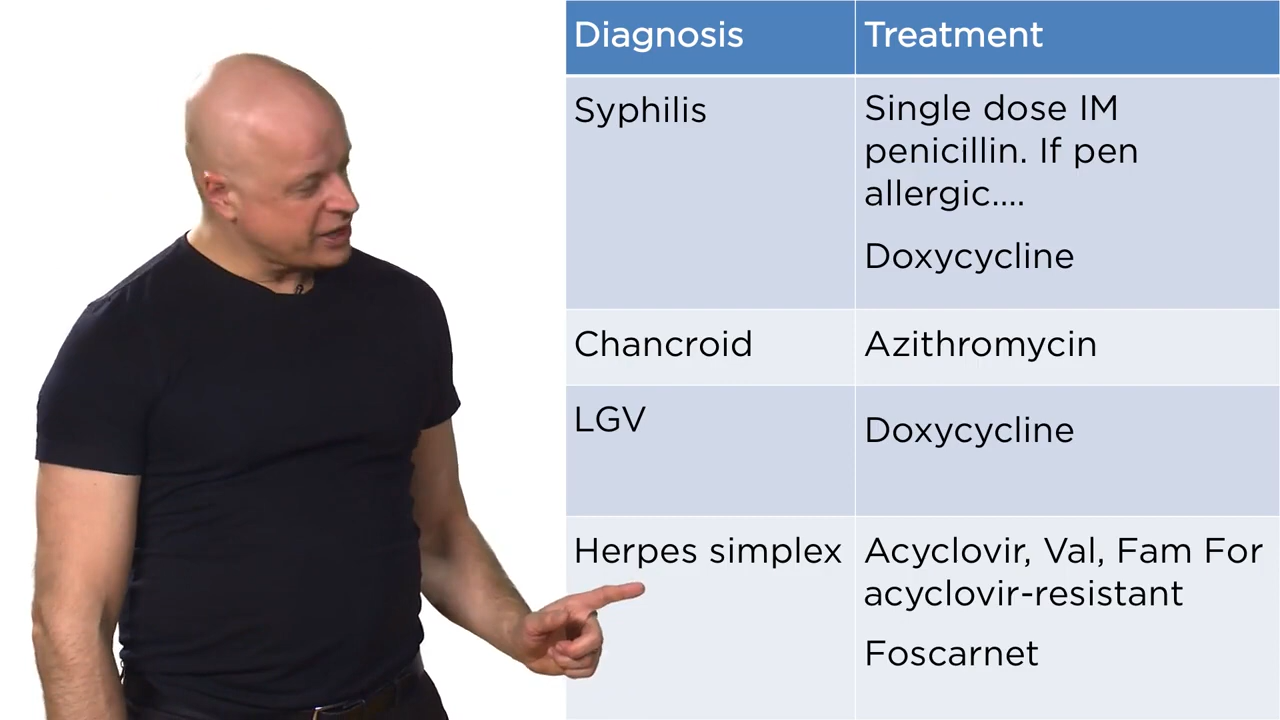 Diagnosis
Treatment
Syphilis
Single dose IM
penicillin. If pen
allergic....
Doxycycline
Chancroid
Azithromycin
LGV
Doxycycline
Herpes simplex
Acyclovir, Val, Fam For
acyclovir-resistant
Foscarnet